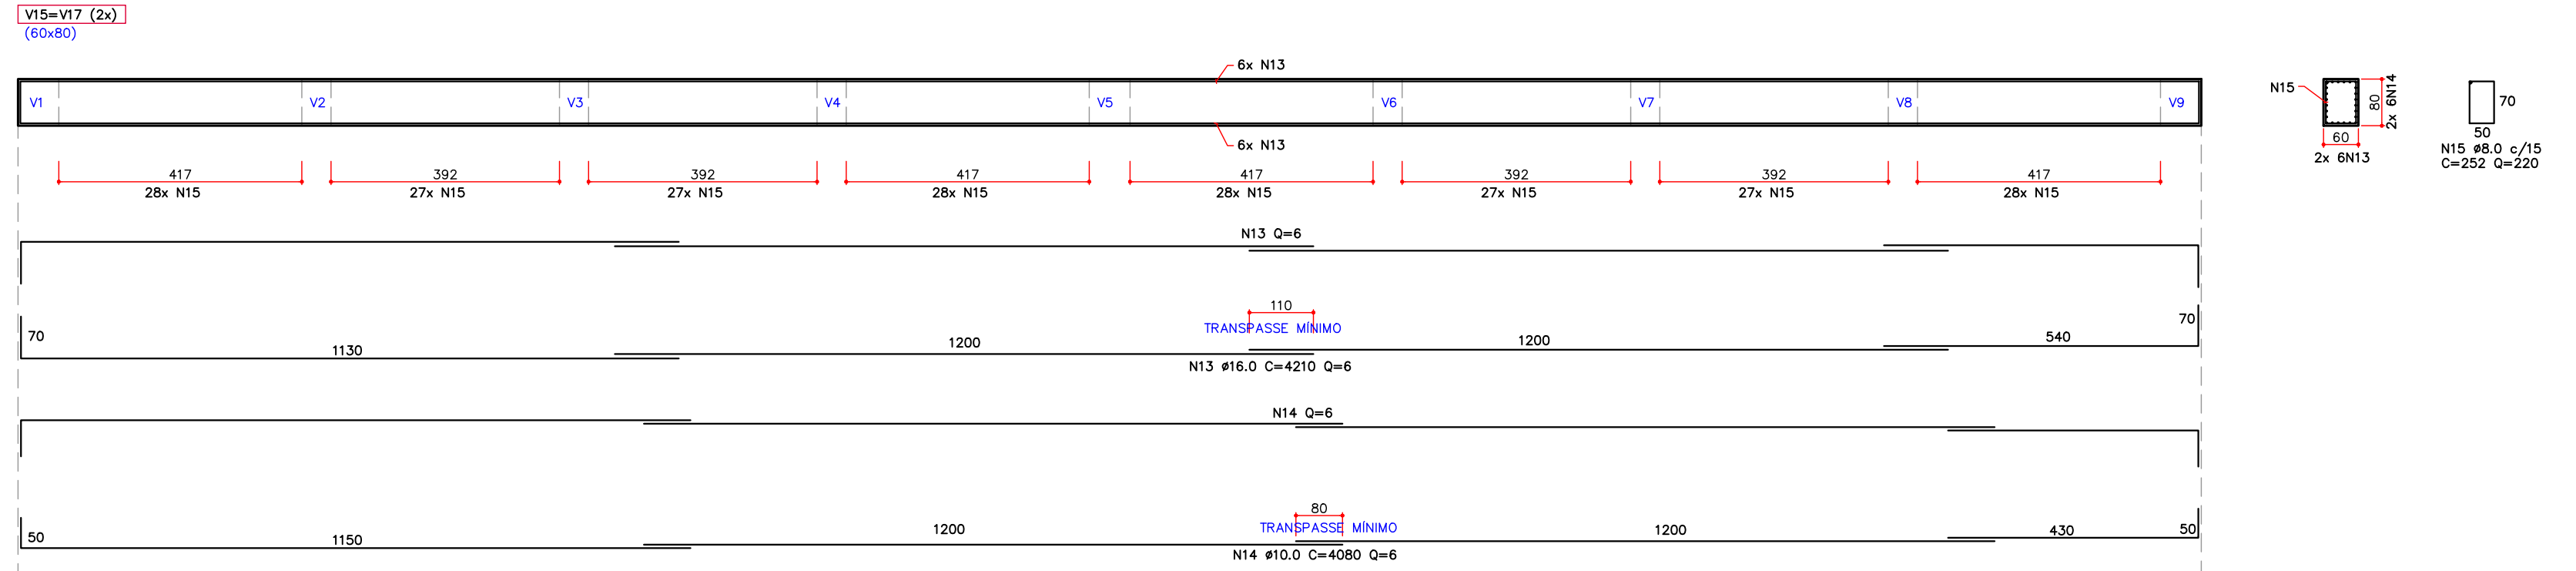 V15=V17 (2x)
(60x80)
6x N13
V1
V2
V3
V4
V5
V6
V7
V8
V9
6x N13
417
28x N15
392
27x N15
392
27x N15
417
28x N15
417
28x N15
392
27x N15
392
27x N15
417
28x N15
N15
80
2x 6N14
60
2x 6N13
70
50
N15 ø8.0 c/15
C=252 Q=220
N13 Q=6
110
TRANSPASSE MÍNIMO
70
1130
1200
1200
540
70
N13 ø16.0 C=4210 Q=6
N14 Q=6
80
TRANSPASSE MÍNIMO
50
1150
1200
1200
430
50
N14 ø10.0 C=4080 Q=6